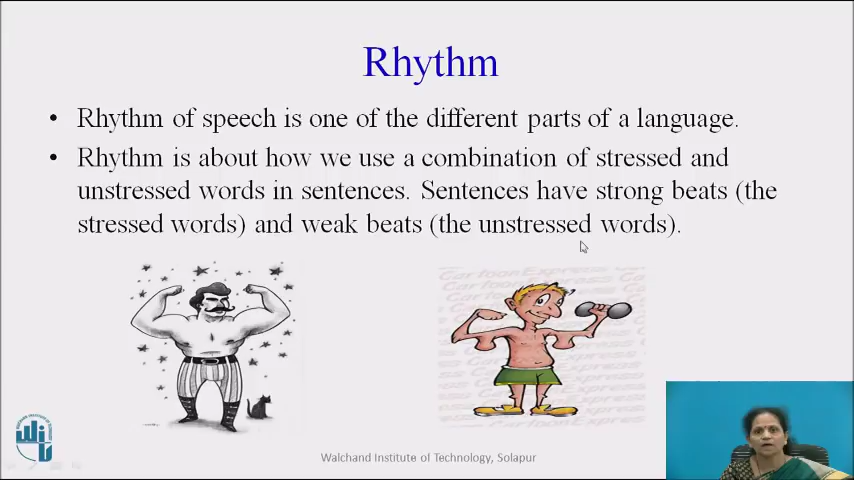 Rhythm
• Rhythm of speech is one of the different parts of a language.
• Rhythm is about how we use a combination of stressed and
unstressed words in sentences. Sentences have strong beats (the
stressed words) and weak beats (the unstressed words).
CartoonExpress
Walchand Institute of Technology, Solapur